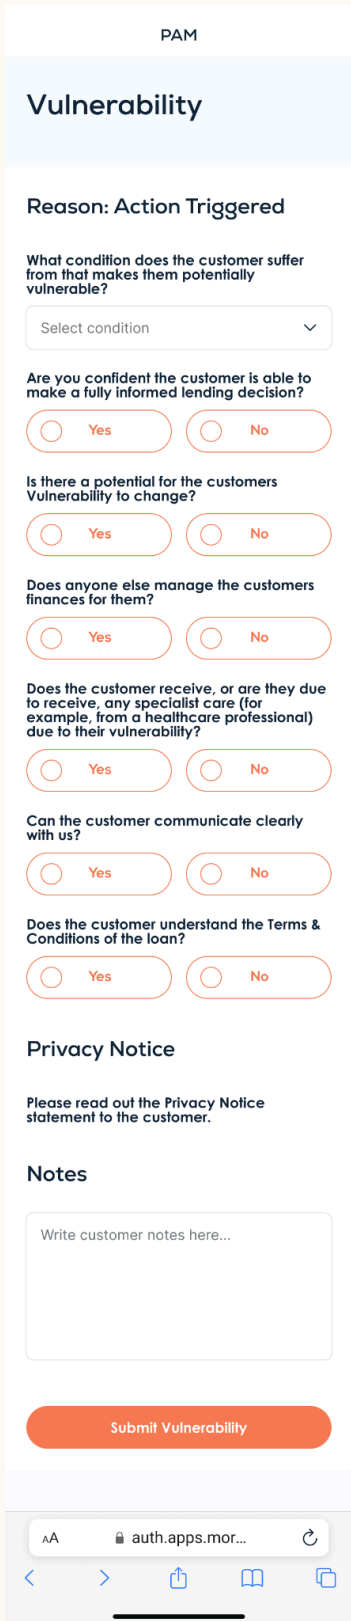 PAM
Vulnerability
Reason: Action Triggered
What condition does the customer suffer
from that makes them potentially
vulnerable?
Select condition
Are you confident the customer is able to
make a fully informed lending decision?
Yes No
Is there a potential for the customers
Vulnerability to change?
Yes No
Does anyone else manage the customers
finances for them?
Yes No
Does the customer receive, or are they due
to receive, any specialist care (for
example, from a healthcare professional)
due to their vulnerability?
Yes No
Can the customer communicate clearly
with us?
Yes No
Does the customer understand the Terms &
Conditions of the loan?
Yes No
Privacy Notice
Please read out the Privacy Notice
statement to the customer.
Notes
Write customer notes here...
Submit Vulnerability
AA auth.apps.mor...